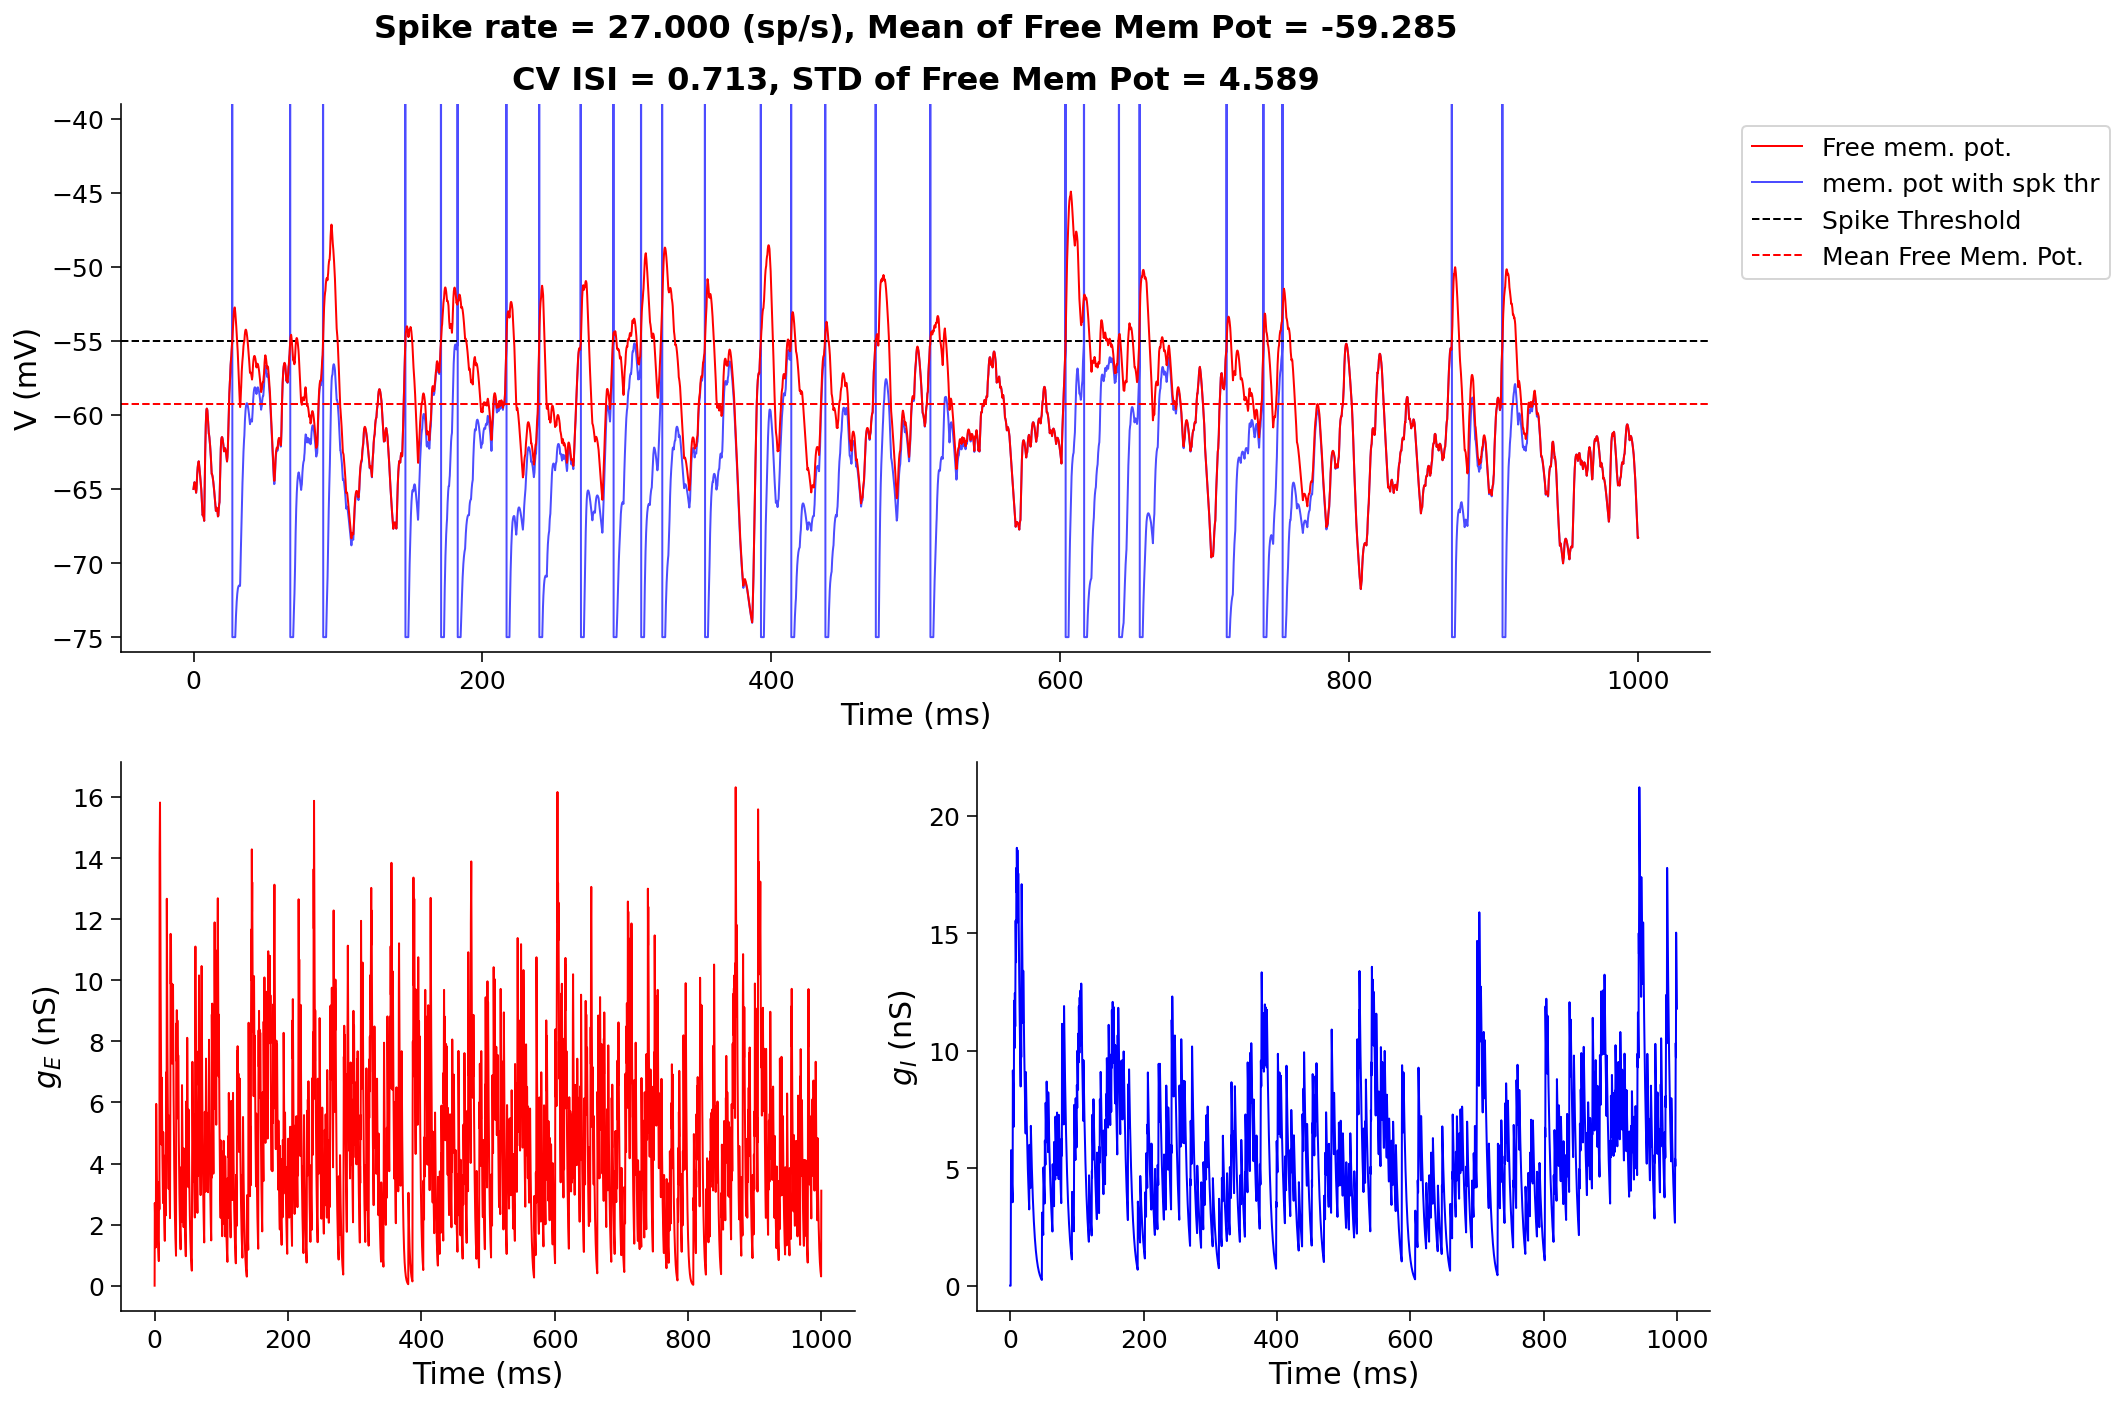 Spike rate = 27.000 (sp/s), Mean of Free Mem Pot = -59.285
CV ISI = 0.713, STD of Free Mem Pot = 4.589
−40
−45
−50
−55
−60
−65
−70
−75
V (mV)
0 200 400 600 800 1000
Time (ms)
Free mem. pot.
mem. pot with spk thr
Spike Threshold
Mean Free Mem. Pot.
16
14
12
10
8
6
4
2
0
g_E (nS)
0 200 400 600 800 1000
Time (ms)
20
15
10
5
0
g_I (nS)
0 200 400 600 800 1000
Time (ms)